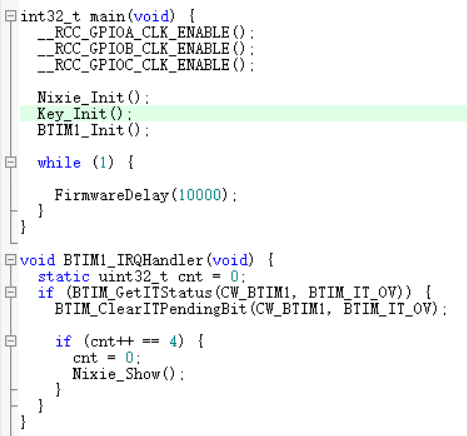 int32_t main(void) {
__RCC_GPIOA_CLK_ENABLE();
__RCC_GPIOB_CLK_ENABLE();
__RCC_GPIOC_CLK_ENABLE();
Nixie_Init();
Key_Init();
BTIM1_Init();
while (1) {
FirmwareDelay(10000);
}
}
void BTIM1_IRQHandler(void) {
static uint32_t cnt = 0;
if (BTIM_GetITStatus(CW_BTIM1, BTIM_IT_OV)) {
BTIM_ClearITPendingBit(CW_BTIM1, BTIM_IT_OV);
if (cnt++ == 4) {
cnt = 0;
Nixie_Show();
}
}
}